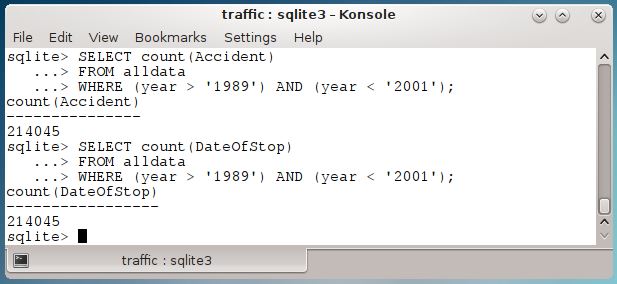 traffic : sqlite3 – Konsole
File Edit View Bookmarks Settings Help
sqlite> SELECT count(Accident)
...> FROM alldata
...> WHERE (year > '1989') AND (year < '2001');
count(Accident)
---------------
214045
sqlite> SELECT count(DateOfStop)
...> FROM alldata
...> WHERE (year > '1989') AND (year < '2001');
count(DateOfStop)
-----------------
214045
sqlite>
traffic : sqlite3